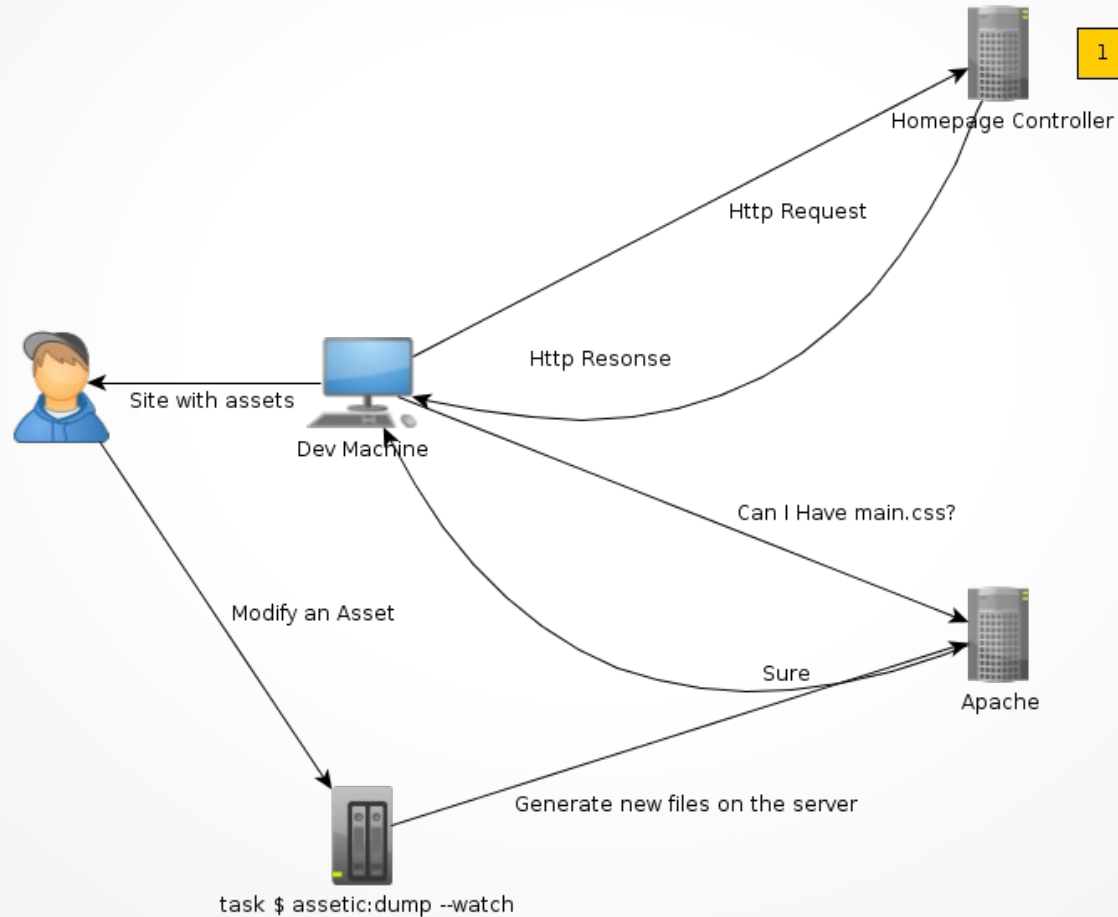 1
Homepage Controller
Http Request
Http Resonse
Site with assets
Dev Machine
Can I Have main.css?
Modify an Asset
Sure
Apache
Generate new files on the server
task $ assetic:dump --watch